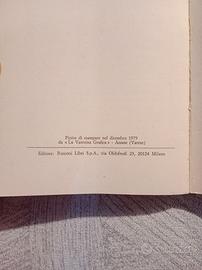 Finito di stampare nel dicembre 1979
da « La Varesina Grafica » - Azzate (Varese)
Editore: Rusconi Libri S.p.A., via Oldofredi 23, 20124 Milano